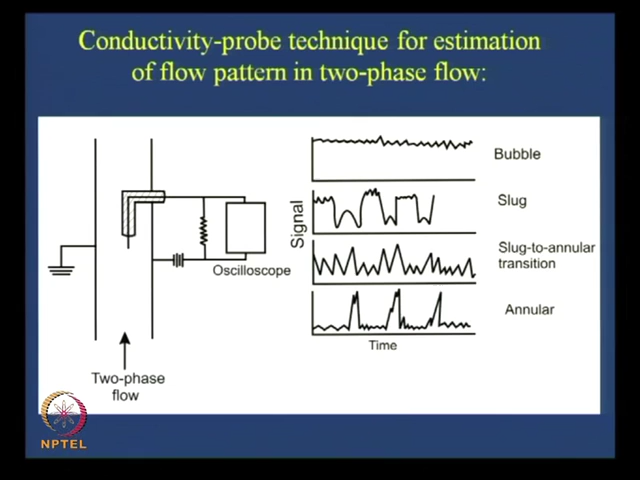 Conductivity-probe technique for estimation
of flow pattern in two-phase flow:
Oscilloscope
Two-phase
flow
Signal
Bubble
Slug
Slug-to-annular
transition
Annular
Time
NPTEL